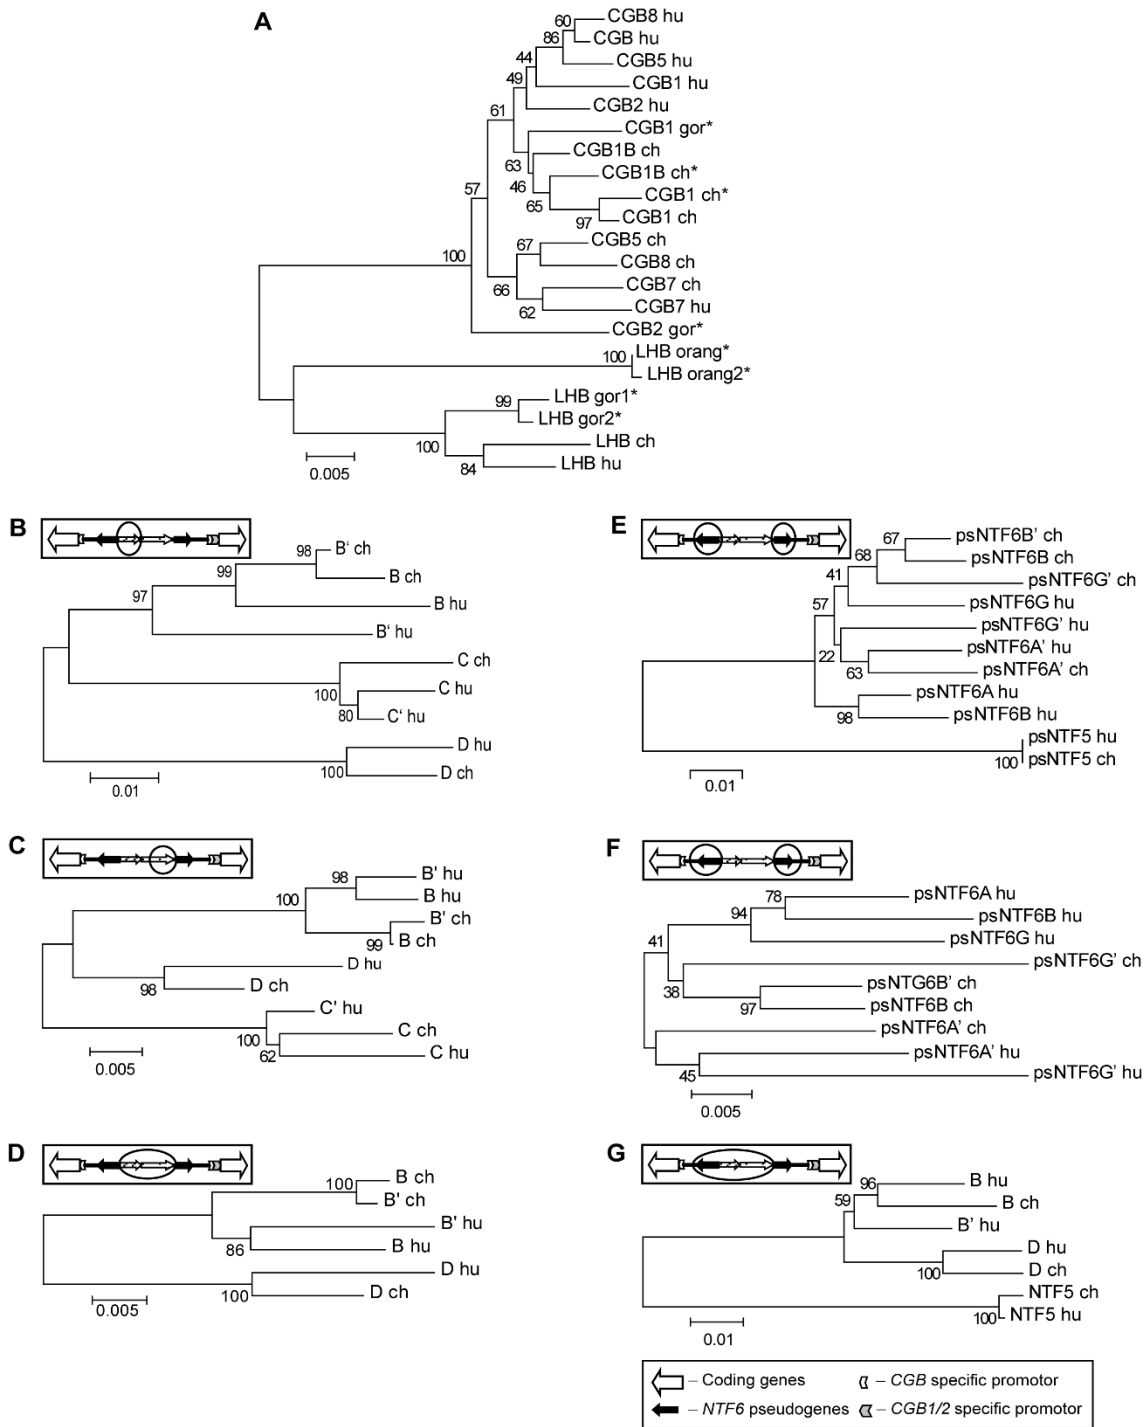 A
CGB8 hu
60
CGB hu
86
CGB5 hu
44
CGB1 hu
49
CGB2 hu
61
CGB1 gor*
CGB1B ch
63
CGB1B ch*
46
57
CGB1 ch*
65
CGB1 ch
97
CGB5 ch
67
CGB8 ch
100
CGB7 ch
66
CGB7 hu
62
CGB2 gor*
LHB orang*
100
LHB orang2*
LHB gor1*
99
LHB gor2*
100
LHB ch
84
LHB hu
0.005
B
98
B' ch
99
B ch
97
B hu
B' hu
C ch
100
C hu
80
C' hu
D hu
100
D ch
0.01
E
67
psNTF6B' ch
68
psNTF6B ch
41
psNTF6G' ch
57
psNTF6G hu
psNTF6G' hu
22
psNTF6A' hu
63
psNTF6A' ch
psNTF6A hu
98
psNTF6B hu
psNTF5 hu
100
psNTF5 ch
0.01
C
98
B' hu
100
B hu
B' ch
99
B ch
D hu
98
D ch
C' hu
100
C ch
62
C hu
0.005
F
78
psNTF6A hu
94
psNTF6B hu
41
psNTF6G hu
psNTF6G' ch
38
psNTG6B' ch
97
psNTF6B ch
psNTF6A' ch
psNTF6A' hu
45
psNTF6G' hu
0.005
D
100
B ch
B' ch
B' hu
86
B hu
D hu
100
D ch
0.005
G
96
B hu
59
B ch
B' hu
D hu
100
D ch
NTF5 ch
100
NTF5 hu
0.01
– Coding genes
– CGB specific promotor
– NTF6 pseudogenes
– CGB1/2 specific promotor